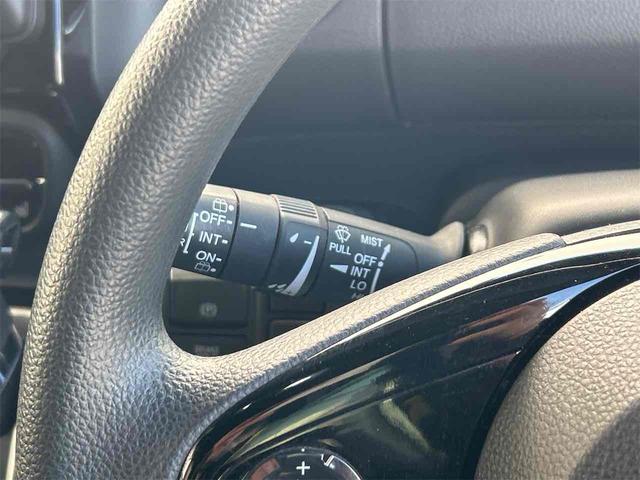 OFF
INT
ON
MIST
PULL
OFF
INT
LO
+